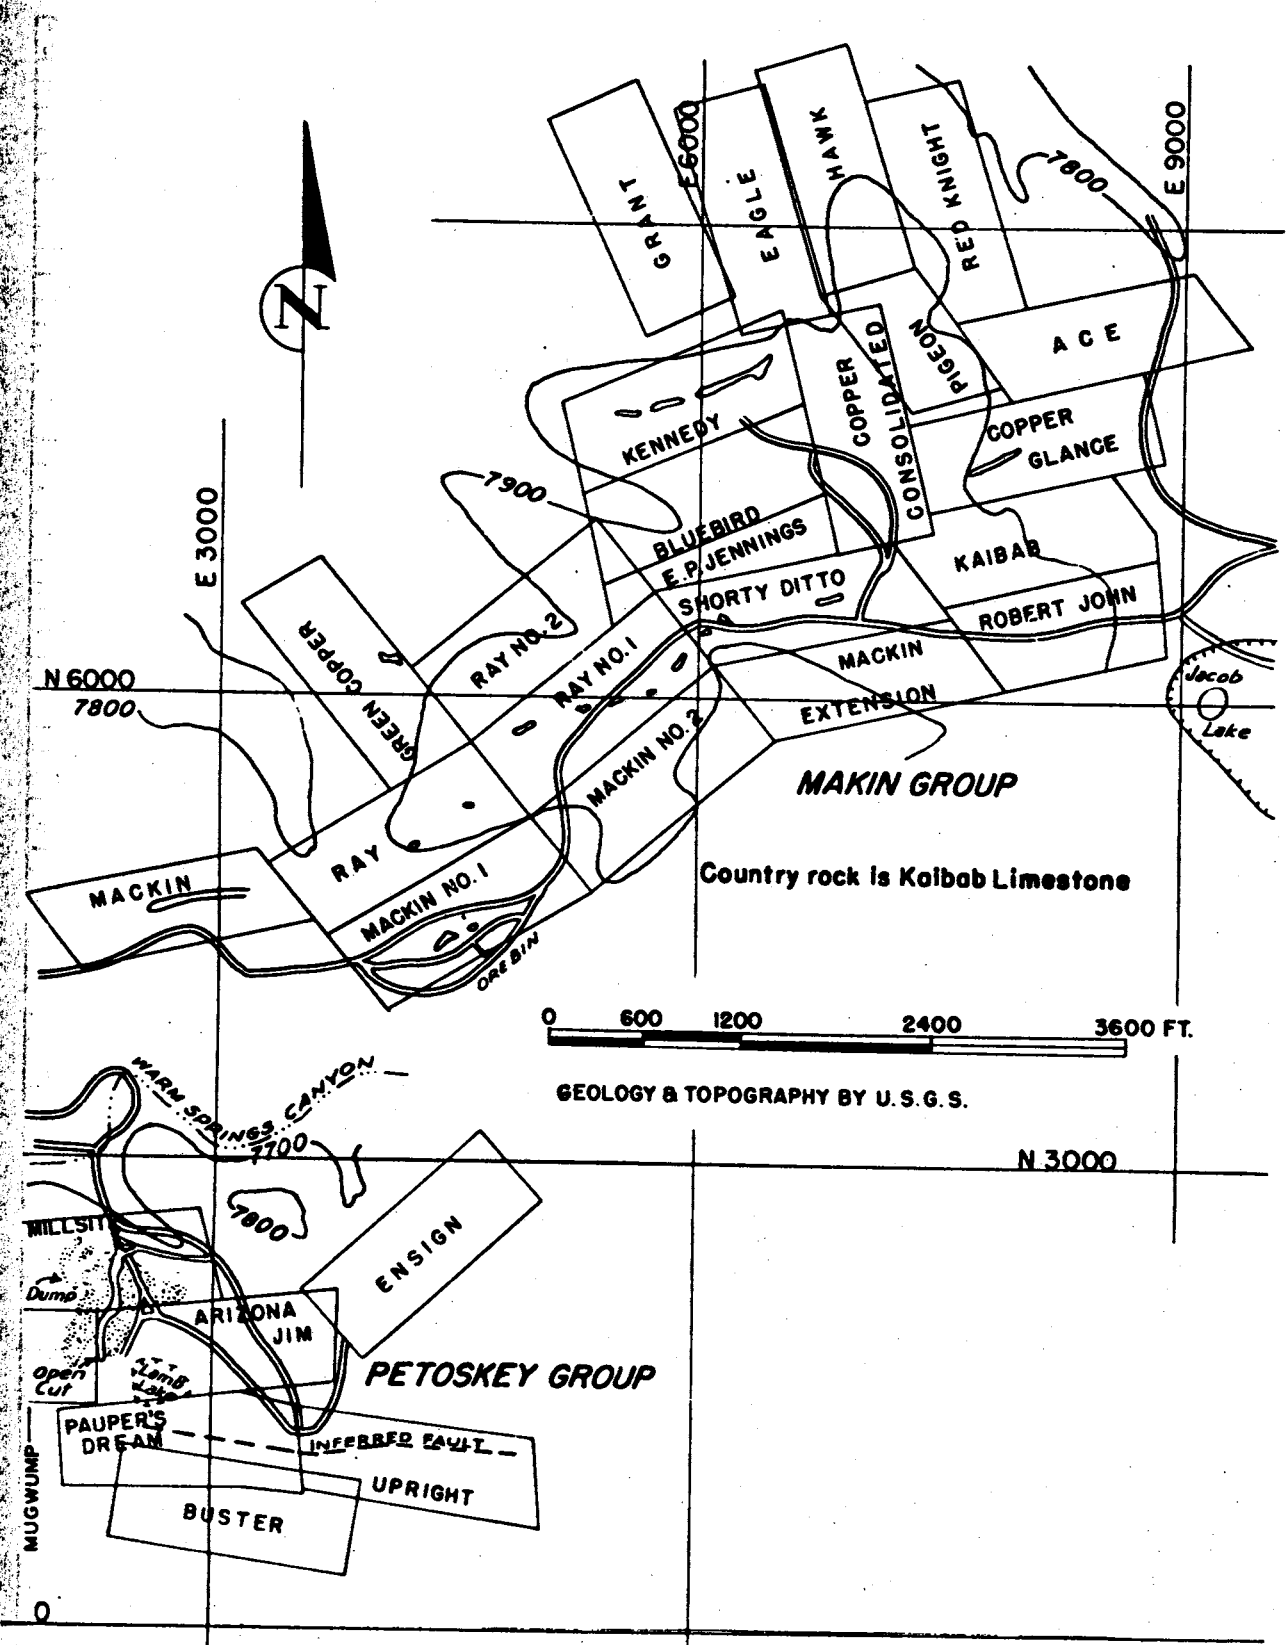 HAWK
E 6000
E 9000
RED KNIGHT
7800
GRANT
EAGLE
N
PIGEON
ACE
COPPER
CONSOLIDATED
KENNEDY
COPPER
GLANCE
7900
E 3000
BLUEBIRD
E.P. JENNINGS
KAIBAB
SHORTY DITTO
ROBERT JOHN
GREEN COPPER
RAY NO. 2
RAY NO. 1
MACKIN
EXTENSION
N 6000
7800
Jacob
Lake
MACKIN NO. 2
MAKIN GROUP
RAY
MACKIN
MACKIN NO. 1
Country rock is Kaibab Limestone
ORE BIN
0 600 1200 2400 3600 FT.
WARM SPRINGS CANYON
GEOLOGY & TOPOGRAPHY BY U.S.G.S.
7700
N 3000
7800
MILLSITE
ENSIGN
Dump
ARIZONA
JIM
Open
Cut
Lamb
Lake
PETOSKEY GROUP
PAUPER'S
DREAM
INFERRED FAULT
MUGWUMP
UPRIGHT
BUSTER
0